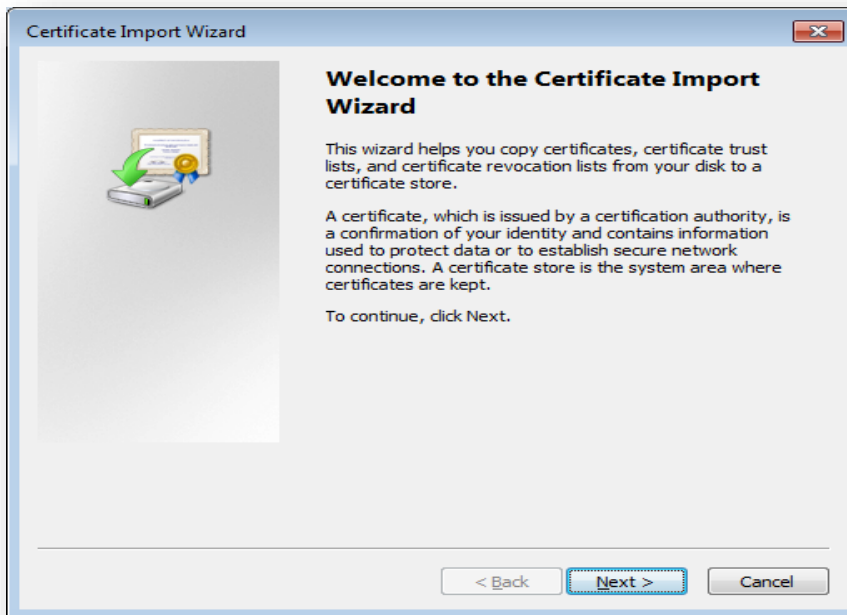 Certificate Import Wizard
Welcome to the Certificate Import
Wizard
This wizard helps you copy certificates, certificate trust
lists, and certificate revocation lists from your disk to a
certificate store.
A certificate, which is issued by a certification authority, is
a confirmation of your identity and contains information
used to protect data or to establish secure network
connections. A certificate store is the system area where
certificates are kept.
To continue, click Next.
< Back Next > Cancel